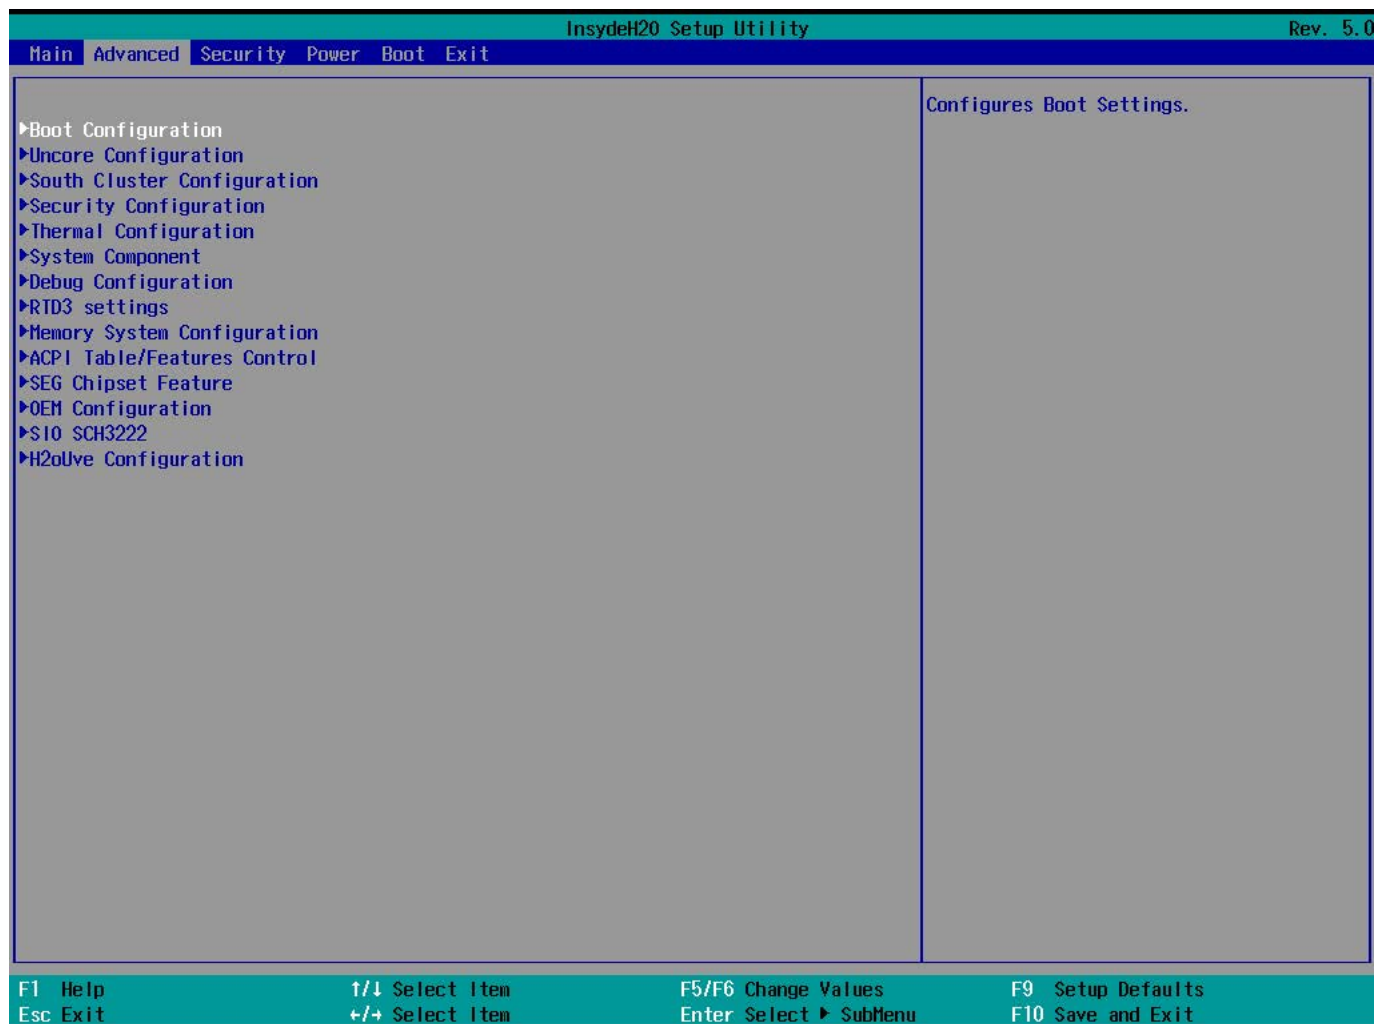 InsydeH2O Setup Utility Rev. 5.0
Main Advanced Security Power Boot Exit
Configures Boot Settings.
▶Boot Configuration
▶Uncore Configuration
▶South Cluster Configuration
▶Security Configuration
▶Thermal Configuration
▶System Component
▶Debug Configuration
▶RTD3 settings
▶Memory System Configuration
▶ACPI Table/Features Control
▶SEG Chipset Feature
▶OEM Configuration
▶SIO SCH3222
▶H2oUve Configuration
F1 Help ↑/↓ Select Item F5/F6 Change Values F9 Setup Defaults
Esc Exit ←/→ Select Item Enter Select ▶ SubMenu F10 Save and Exit